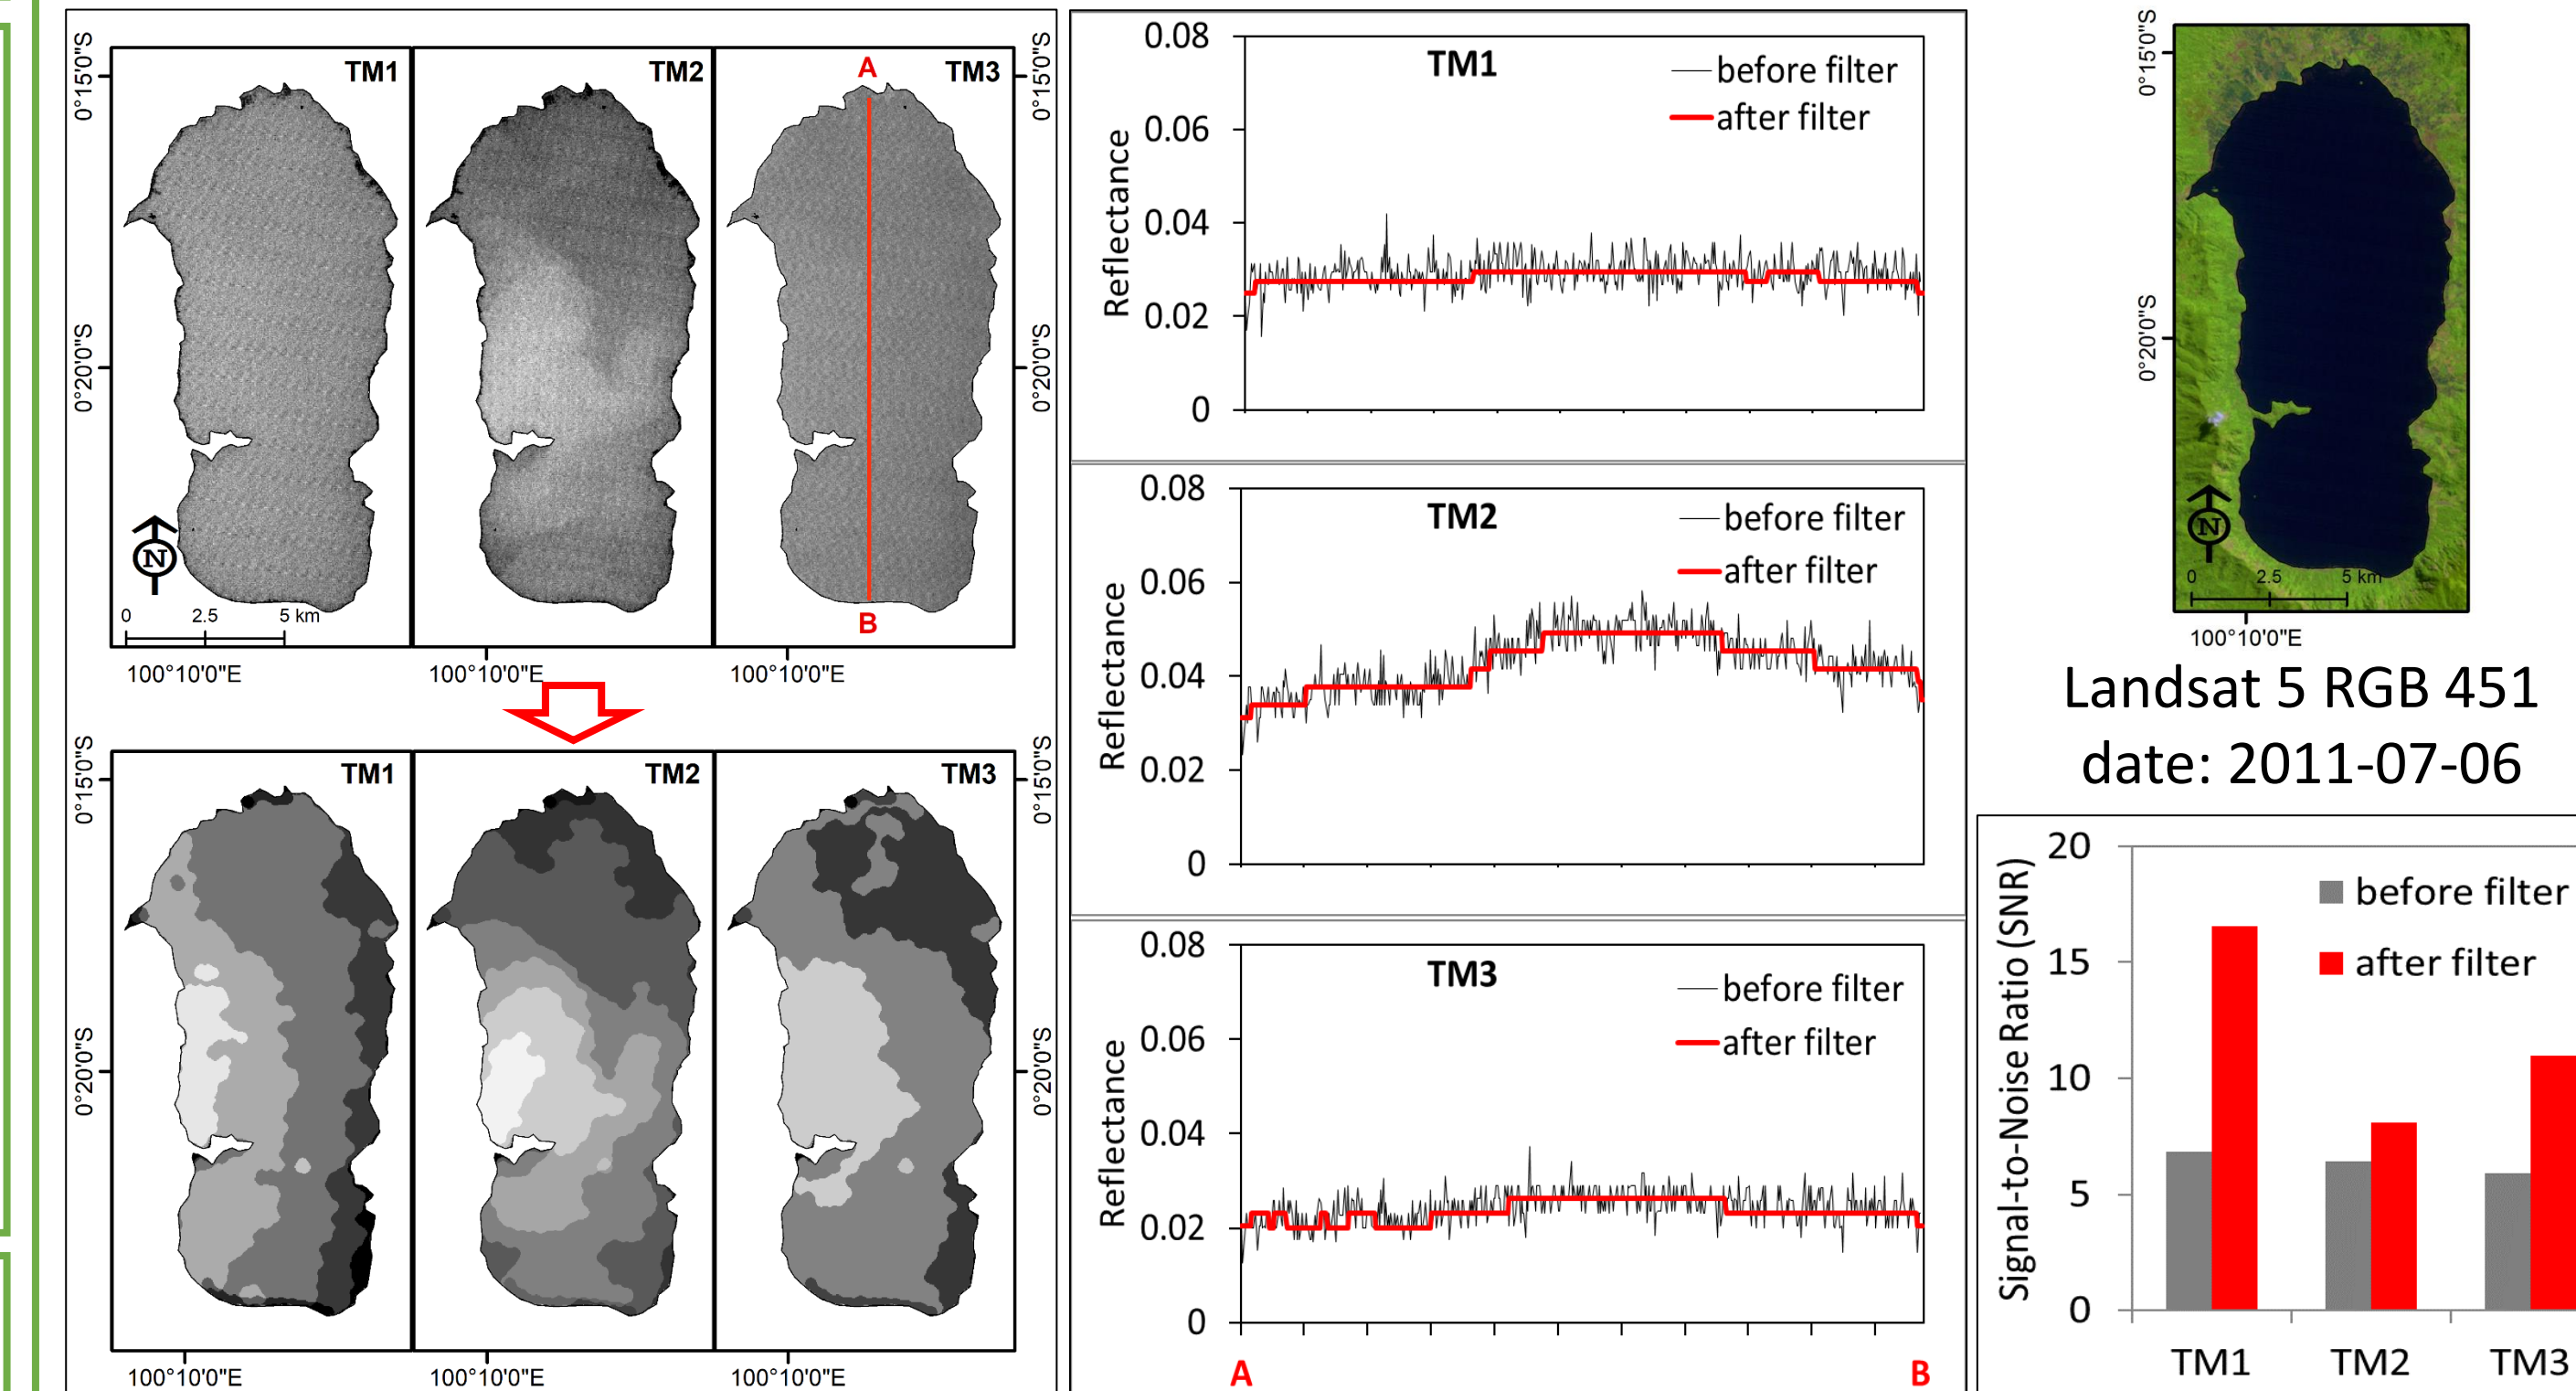 TM1
TM2
TM3
A
B
0°15'0"S
0°20'0"S
0°15'0"S
0°20'0"S
N
0 2.5 5 km
100°10'0"E
100°10'0"E
100°10'0"E
TM1
TM2
TM3
0°15'0"S
0°20'0"S
0°15'0"S
0°20'0"S
100°10'0"E
100°10'0"E
100°10'0"E
TM1
before filter
after filter
Reflectance
0.08
0.06
0.04
0.02
0
TM2
before filter
after filter
Reflectance
0.08
0.06
0.04
0.02
0
TM3
before filter
after filter
Reflectance
0.08
0.06
0.04
0.02
0
A
B
0°15'0"S
0°20'0"S
N
0 2.5 5 km
100°10'0"E
Landsat 5 RGB 451
date: 2011-07-06
Signal-to-Noise Ratio (SNR)
20
15
10
5
0
before filter
after filter
TM1
TM2
TM3